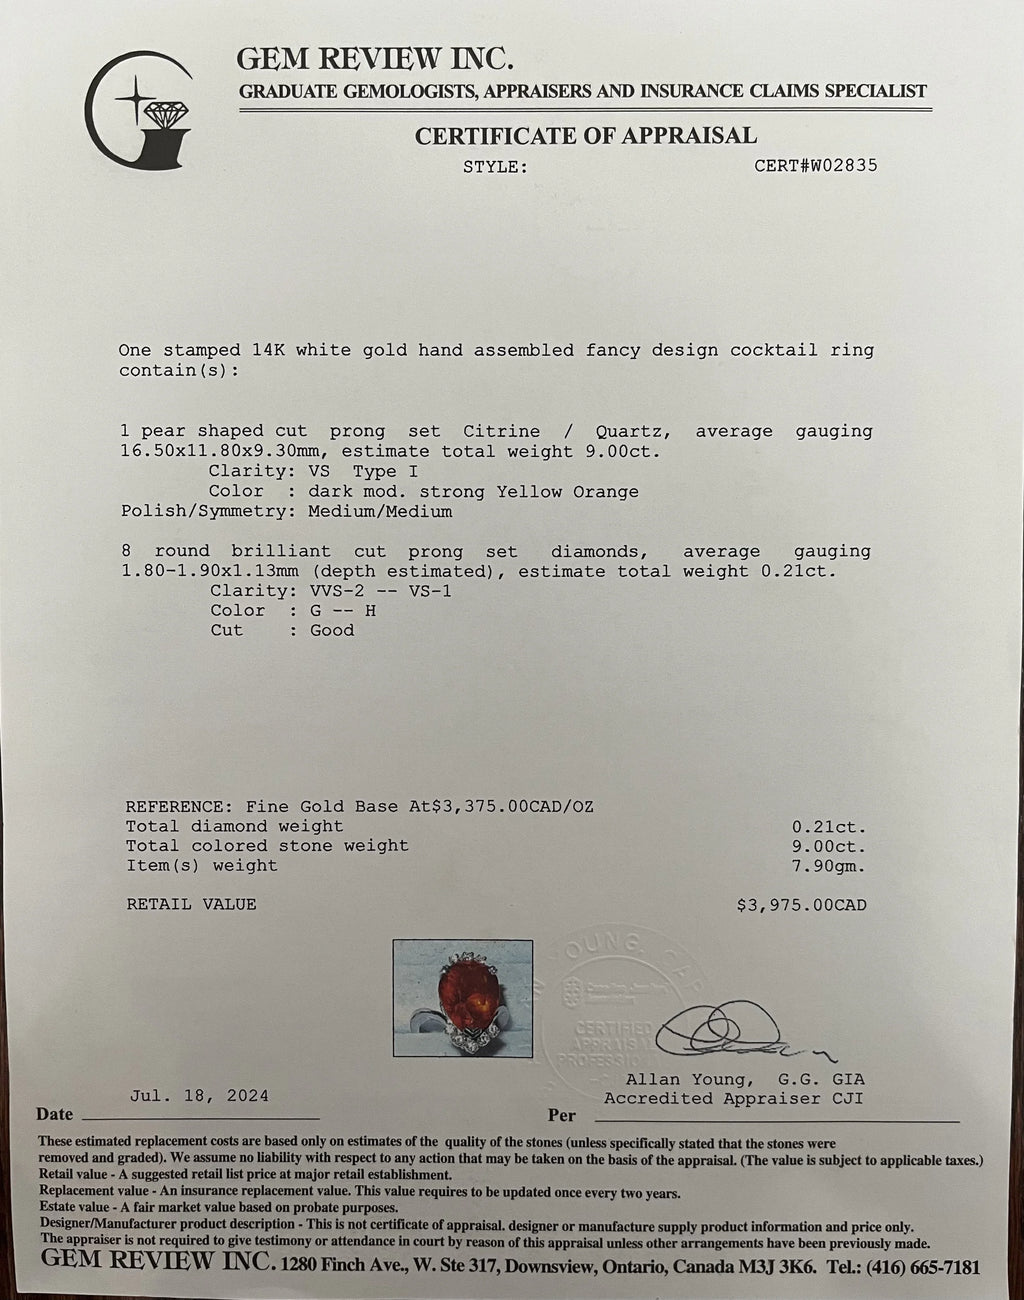 GEM REVIEW INC.
GRADUATE GEMOLOGISTS, APPRAISERS AND INSURANCE CLAIMS SPECIALIST
CERTIFICATE OF APPRAISAL
STYLE: CERT#W02835
One stamped 14K white gold hand assembled fancy design cocktail ring
contain(s):
1 pear shaped cut prong set Citrine / Quartz, average gauging
16.50x11.80x9.30mm, estimate total weight 9.00ct.
Clarity: VS Type I
Color : dark mod. strong Yellow Orange
Polish/Symmetry: Medium/Medium
8 round brilliant cut prong set diamonds, average gauging
1.80-1.90x1.13mm (depth estimated), estimate total weight 0.21ct.
Clarity: VVS-2 -- VS-1
Color : G -- H
Cut : Good
REFERENCE: Fine Gold Base At$3,375.00CAD/OZ
Total diamond weight 0.21ct.
Total colored stone weight 9.00ct.
Item(s) weight 7.90gm.
RETAIL VALUE $3,975.00CAD
YOUNG, CAP
CERTIFIED
APPRAISAL
PROFESSIONAL
Allan Young, G.G. GIA
Jul. 18, 2024 Accredited Appraiser CJI
Date Per
These estimated replacement costs are based only on estimates of the quality of the stones (unless specifically stated that the stones were
removed and graded). We assume no liability with respect to any action that may be taken on the basis of the appraisal. (The value is subject to applicable taxes.)
Retail value - A suggested retail list price at major retail establishment.
Replacement value - An insurance replacement value. This value requires to be updated once every two years.
Estate value - A fair market value based on probate purposes.
Designer/Manufacturer product description - This is not certificate of appraisal. designer or manufacture supply product information and price only.
The appraiser is not required to give testimony or attendance in court by reason of this appraisal unless other arrangements have been previously made.
GEM REVIEW INC. 1280 Finch Ave., W. Ste 317, Downsview, Ontario, Canada M3J 3K6. Tel.: (416) 665-7181